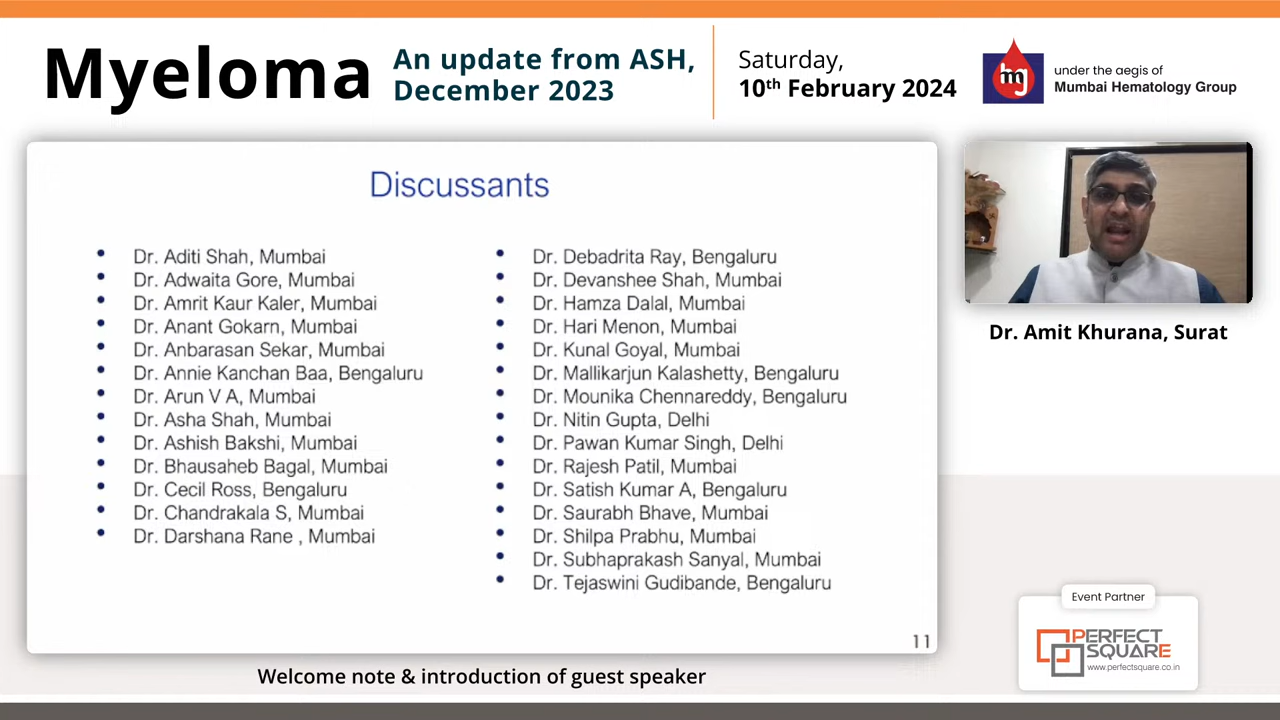 Myeloma
An update from ASH,
December 2023
Saturday,
10th February 2024
mhg
under the aegis of
Mumbai Hematology Group
Discussants
• Dr. Aditi Shah, Mumbai
• Dr. Adwaita Gore, Mumbai
• Dr. Amrit Kaur Kaler, Mumbai
• Dr. Anant Gokarn, Mumbai
• Dr. Anbarasan Sekar, Mumbai
• Dr. Annie Kanchan Baa, Bengaluru
• Dr. Arun V A, Mumbai
• Dr. Asha Shah, Mumbai
• Dr. Ashish Bakshi, Mumbai
• Dr. Bhausaheb Bagal, Mumbai
• Dr. Cecil Ross, Bengaluru
• Dr. Chandrakala S, Mumbai
• Dr. Darshana Rane , Mumbai
• Dr. Debadrita Ray, Bengaluru
• Dr. Devanshee Shah, Mumbai
• Dr. Hamza Dalal, Mumbai
• Dr. Hari Menon, Mumbai
• Dr. Kunal Goyal, Mumbai
• Dr. Mallikarjun Kalashetty, Bengaluru
• Dr. Mounika Chennareddy, Bengaluru
• Dr. Nitin Gupta, Delhi
• Dr. Pawan Kumar Singh, Delhi
• Dr. Rajesh Patil, Mumbai
• Dr. Satish Kumar A, Bengaluru
• Dr. Saurabh Bhave, Mumbai
• Dr. Shilpa Prabhu, Mumbai
• Dr. Subhaprakash Sanyal, Mumbai
• Dr. Tejaswini Gudibande, Bengaluru
11
Dr. Amit Khurana, Surat
Event Partner
PERFECT
SQUARE
www.perfectsquare.co.in
Welcome note & introduction of guest speaker